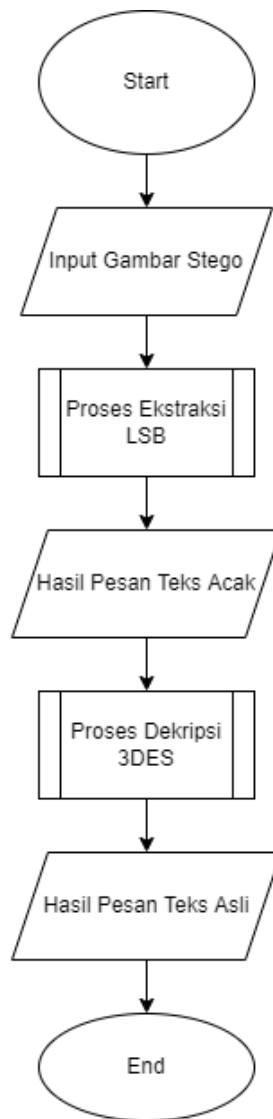 Start
Input Gambar Stego
Proses Ekstraksi
LSB
Hasil Pesan Teks Acak
Proses Dekripsi
3DES
Hasil Pesan Teks Asli
End